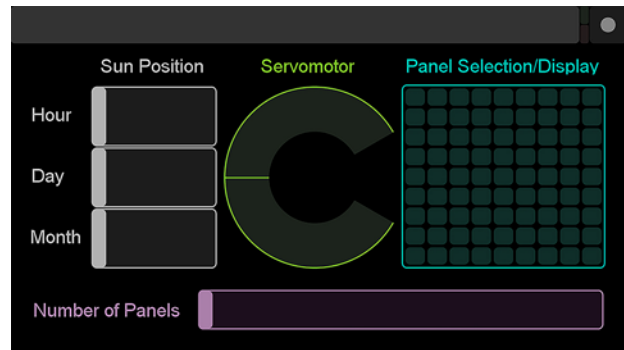 Sun Position
Servomotor
Panel Selection/Display
Hour
Day
Month
Number of Panels